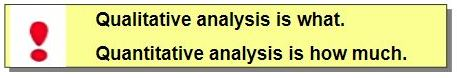 Qualitative analysis is what.
Quantitative analysis is how much.